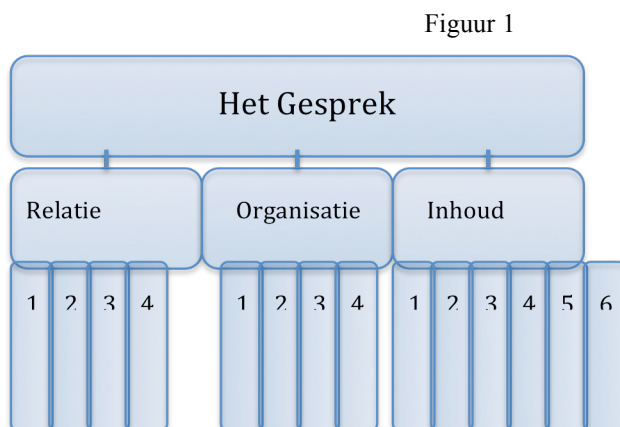 Figuur 1
Het Gesprek
Relatie Organisatie Inhoud
1 2 3 4 1 2 3 4 1 2 3 4 5 6